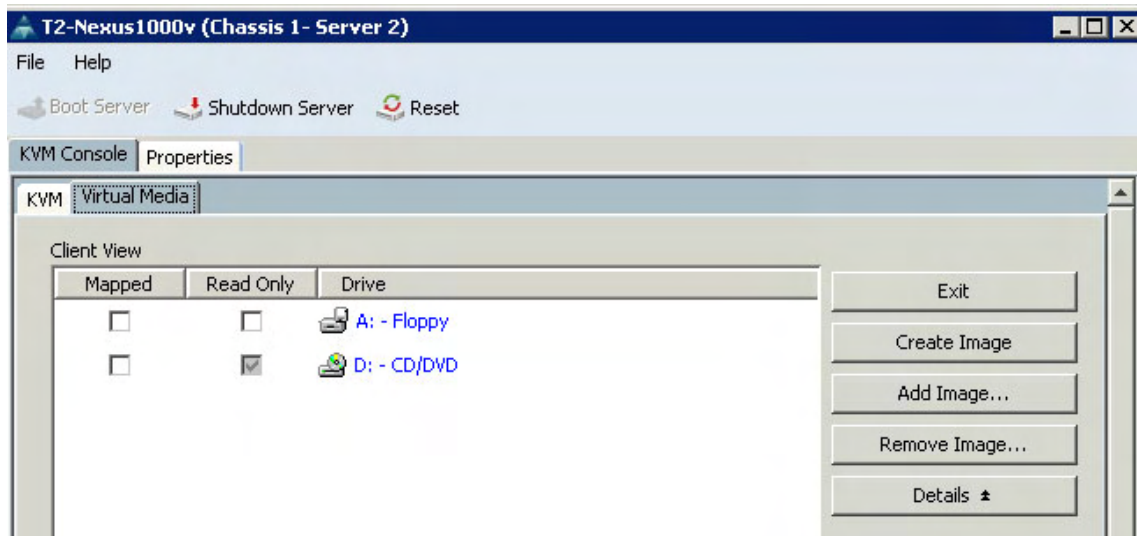 T2-Nexus1000v (Chassis 1- Server 2)
File Help
Boot Server Shutdown Server Reset
KVM Console Properties
KVM Virtual Media
Client View
Mapped Read Only Drive
A: - Floppy
D: - CD/DVD
Exit
Create Image
Add Image...
Remove Image...
Details